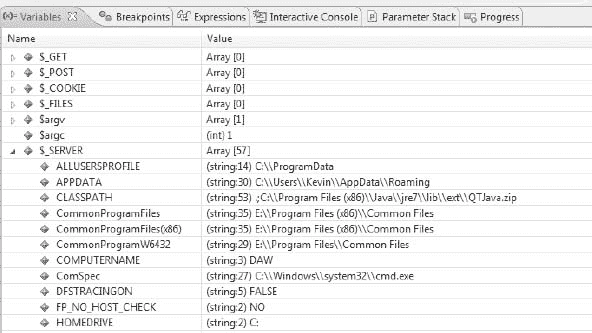 (x)= Variables Breakpoints Expressions Interactive Console Parameter Stack Progress
Name Value
$_GET Array [0]
$_POST Array [0]
$_COOKIE Array [0]
$_FILES Array [0]
$argv Array [1]
$argc (int) 1
$_SERVER Array [57]
ALLUSERSPROFILE (string:14) C:\\ProgramData
APPDATA (string:30) C:\\Users\\Kevin\\AppData\\Roaming
CLASSPATH (string:53) .;C:\\Program Files (x86)\\Java\\jre7\\lib\\ext\\QTJava.zip
CommonProgramFiles (string:35) E:\\Program Files (x86)\\Common Files
CommonProgramFiles(x86) (string:35) E:\\Program Files (x86)\\Common Files
CommonProgramW6432 (string:29) E:\\Program Files\\Common Files
COMPUTERNAME (string:3) DAW
ComSpec (string:27) C:\\Windows\\system32\\cmd.exe
DFSTRACINGON (string:5) FALSE
FP_NO_HOST_CHECK (string:2) NO
HOMEDRIVE (string:2) C: